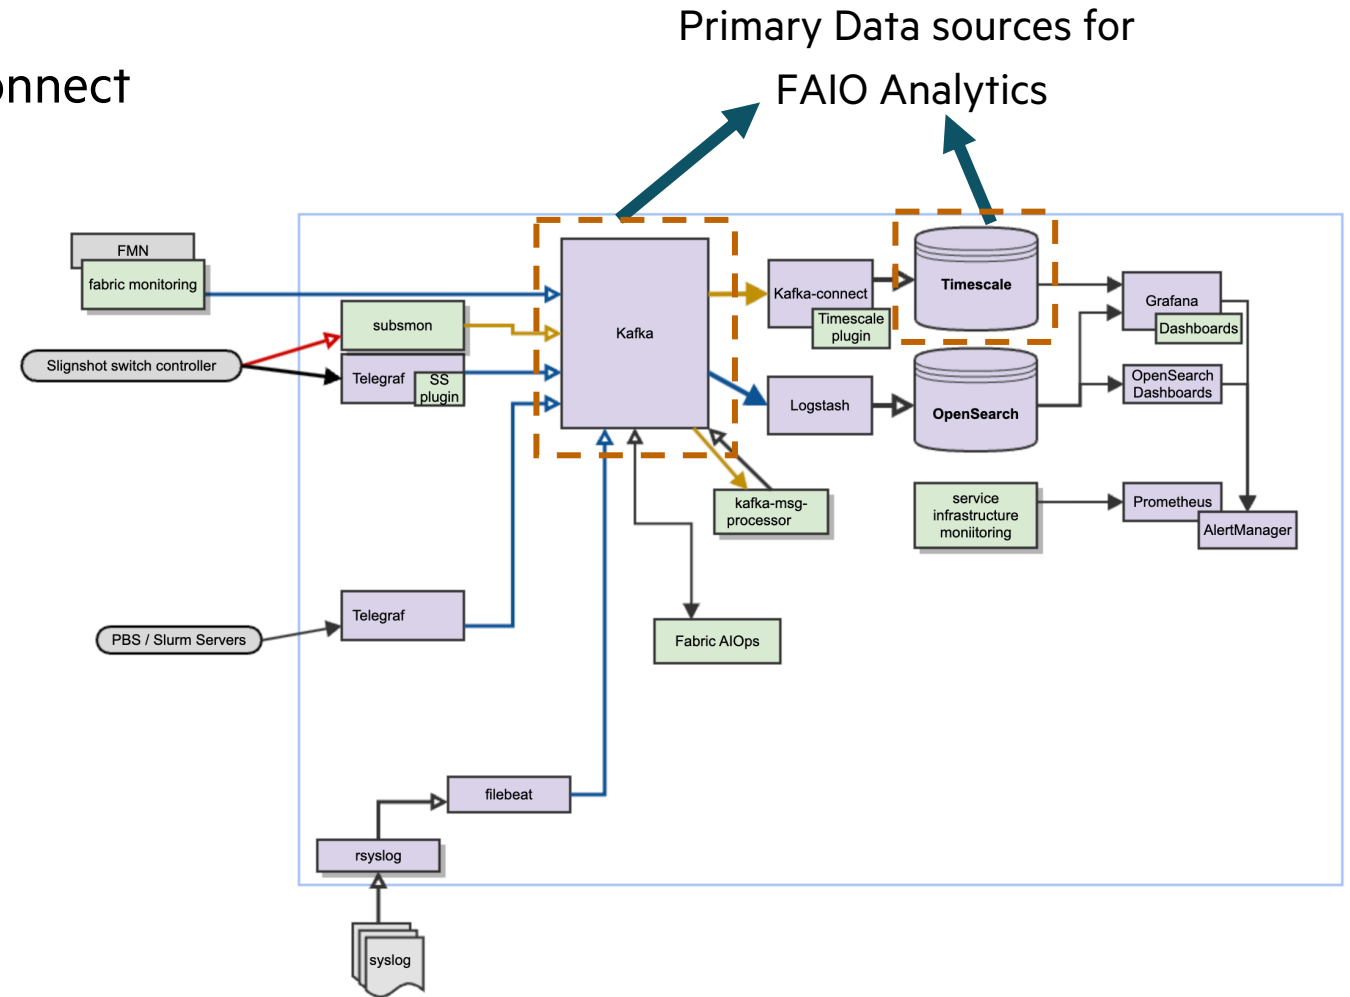 Primary Data sources for
FAIO Analytics
onnect
FMN
fabric monitoring
subsmon
Slignshot switch controller
Telegraf
SS
plugin
Kafka
Kafka-connect
Timescale
plugin
Timescale
Grafana
Dashboards
Logstash
OpenSearch
OpenSearch
Dashboards
kafka-msg-
processor
service
infrastructure
moniitoring
Prometheus
AlertManager
Telegraf
PBS / Slurm Servers
Fabric AIOps
filebeat
rsyslog
syslog